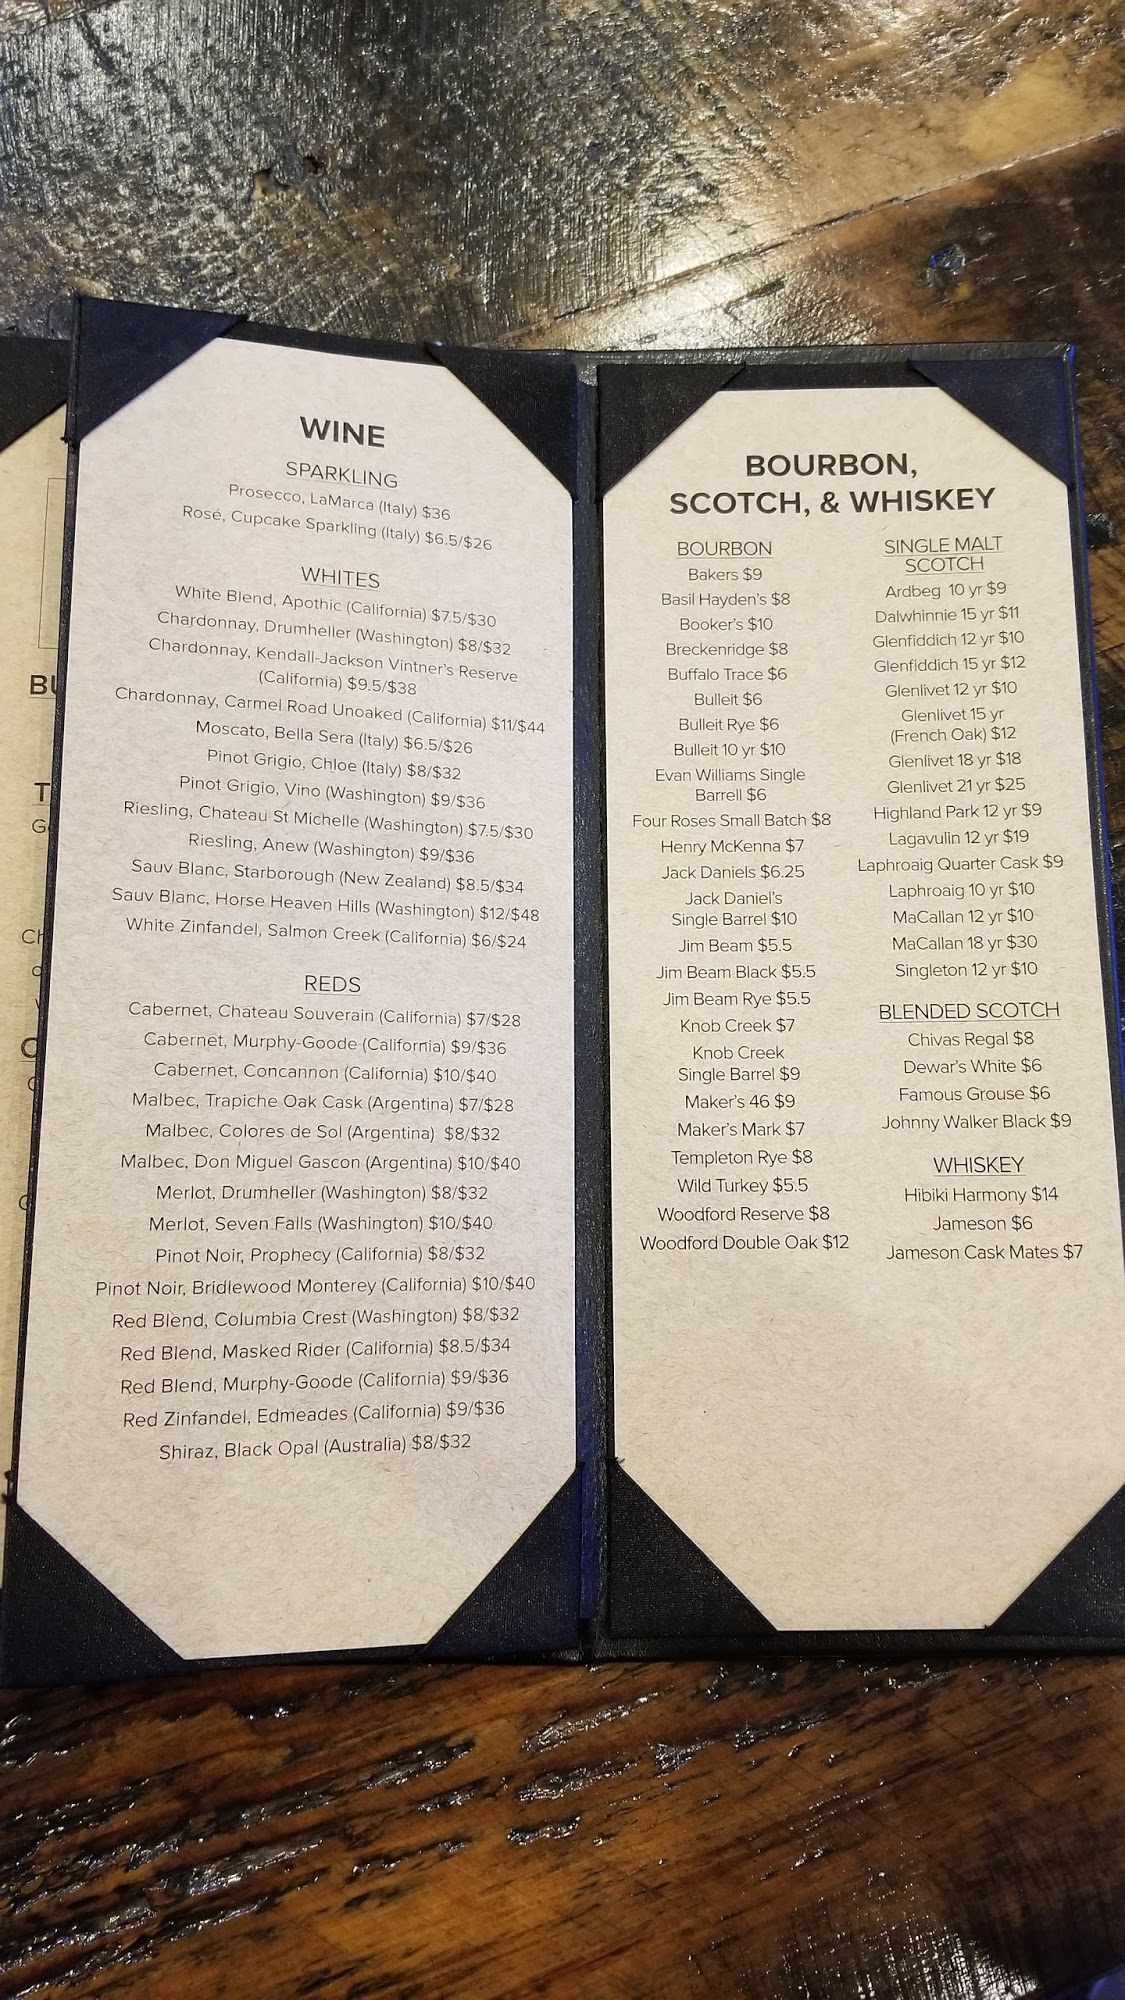 WINE
SPARKLING
Prosecco, LaMarca (Italy) $36
Rosé, Cupcake Sparkling (Italy) $6.5/$26
WHITES
White Blend, Apothic (California) $7.5/$30
Chardonnay, Drumheller (Washington) $8/$32
Chardonnay, Kendall-Jackson Vintner's Reserve
(California) $9.5/$38
Chardonnay, Carmel Road Unoaked (California) $11/$44
Moscato, Bella Sera (Italy) $6.5/$26
Pinot Grigio, Chloe (Italy) $8/$32
Pinot Grigio, Vino (Washington) $9/$36
Riesling, Chateau St Michelle (Washington) $7.5/$30
Riesling, Anew (Washington) $9/$36
Sauv Blanc, Starborough (New Zealand) $8.5/$34
Sauv Blanc, Horse Heaven Hills (Washington) $12/$48
White Zinfandel, Salmon Creek (California) $6/$24
REDS
Cabernet, Chateau Souverain (California) $7/$28
Cabernet, Murphy-Goode (California) $9/$36
Cabernet, Concannon (California) $10/$40
Malbec, Trapiche Oak Cask (Argentina) $7/$28
Malbec, Colores de Sol (Argentina) $8/$32
Malbec, Don Miguel Gascon (Argentina) $10/$40
Merlot, Drumheller (Washington) $8/$32
Merlot, Seven Falls (Washington) $10/$40
Pinot Noir, Prophecy (California) $8/$32
Pinot Noir, Bridlewood Monterey (California) $10/$40
Red Blend, Columbia Crest (Washington) $8/$32
Red Blend, Masked Rider (California) $8.5/$34
Red Blend, Murphy-Goode (California) $9/$36
Red Zinfandel, Edmeades (California) $9/$36
Shiraz, Black Opal (Australia) $8/$32
BOURBON,
SCOTCH, & WHISKEY
BOURBON
Bakers $9
Basil Hayden's $8
Booker's $10
Breckenridge $8
Buffalo Trace $6
Bulleit $6
Bulleit Rye $6
Bulleit 10 yr $10
Evan Williams Single
Barrell $6
Four Roses Small Batch $8
Henry McKenna $7
Jack Daniels $6.25
Jack Daniel's
Single Barrel $10
Jim Beam $5.5
Jim Beam Black $5.5
Jim Beam Rye $5.5
Knob Creek $7
Knob Creek
Single Barrel $9
Maker's 46 $9
Maker's Mark $7
Templeton Rye $8
Wild Turkey $5.5
Woodford Reserve $8
Woodford Double Oak $12
SINGLE MALT
SCOTCH
Ardbeg 10 yr $9
Dalwhinnie 15 yr $11
Glenfiddich 12 yr $10
Glenfiddich 15 yr $12
Glenlivet 12 yr $10
Glenlivet 15 yr
(French Oak) $12
Glenlivet 18 yr $18
Glenlivet 21 yr $25
Highland Park 12 yr $9
Lagavulin 12 yr $19
Laphroaig Quarter Cask $9
Laphroaig 10 yr $10
MaCallan 12 yr $10
MaCallan 18 yr $30
Singleton 12 yr $10
BLENDED SCOTCH
Chivas Regal $8
Dewar's White $6
Famous Grouse $6
Johnny Walker Black $9
WHISKEY
Hibiki Harmony $14
Jameson $6
Jameson Cask Mates $7